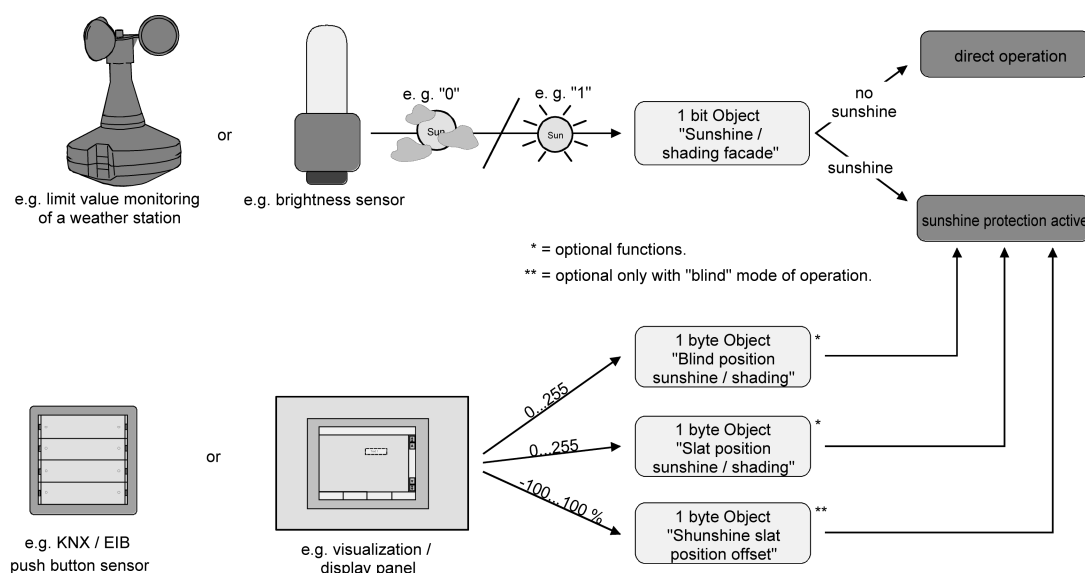 direct operation
e. g. "0"
e. g. "1"
no
sunshine
1 bit Object
"Sunshine /
shading facade"
or
Sun
Sun
sunshine
e.g. limit value monitoring
of a weather station
e.g. brightness sensor
sunshine protection active
* = optional functions.
** = optional only with "blind" mode of operation.
1 byte Object
"Blind position
sunshine / shading"
*
0...255
1 byte Object
"Slat position
sunshine / shading"
*
0...255
or
-100...100 %
1 byte Object
"Shunshine slat
position offset"
**
e.g. KNX / EIB
push button sensor
e.g. visualization /
display panel